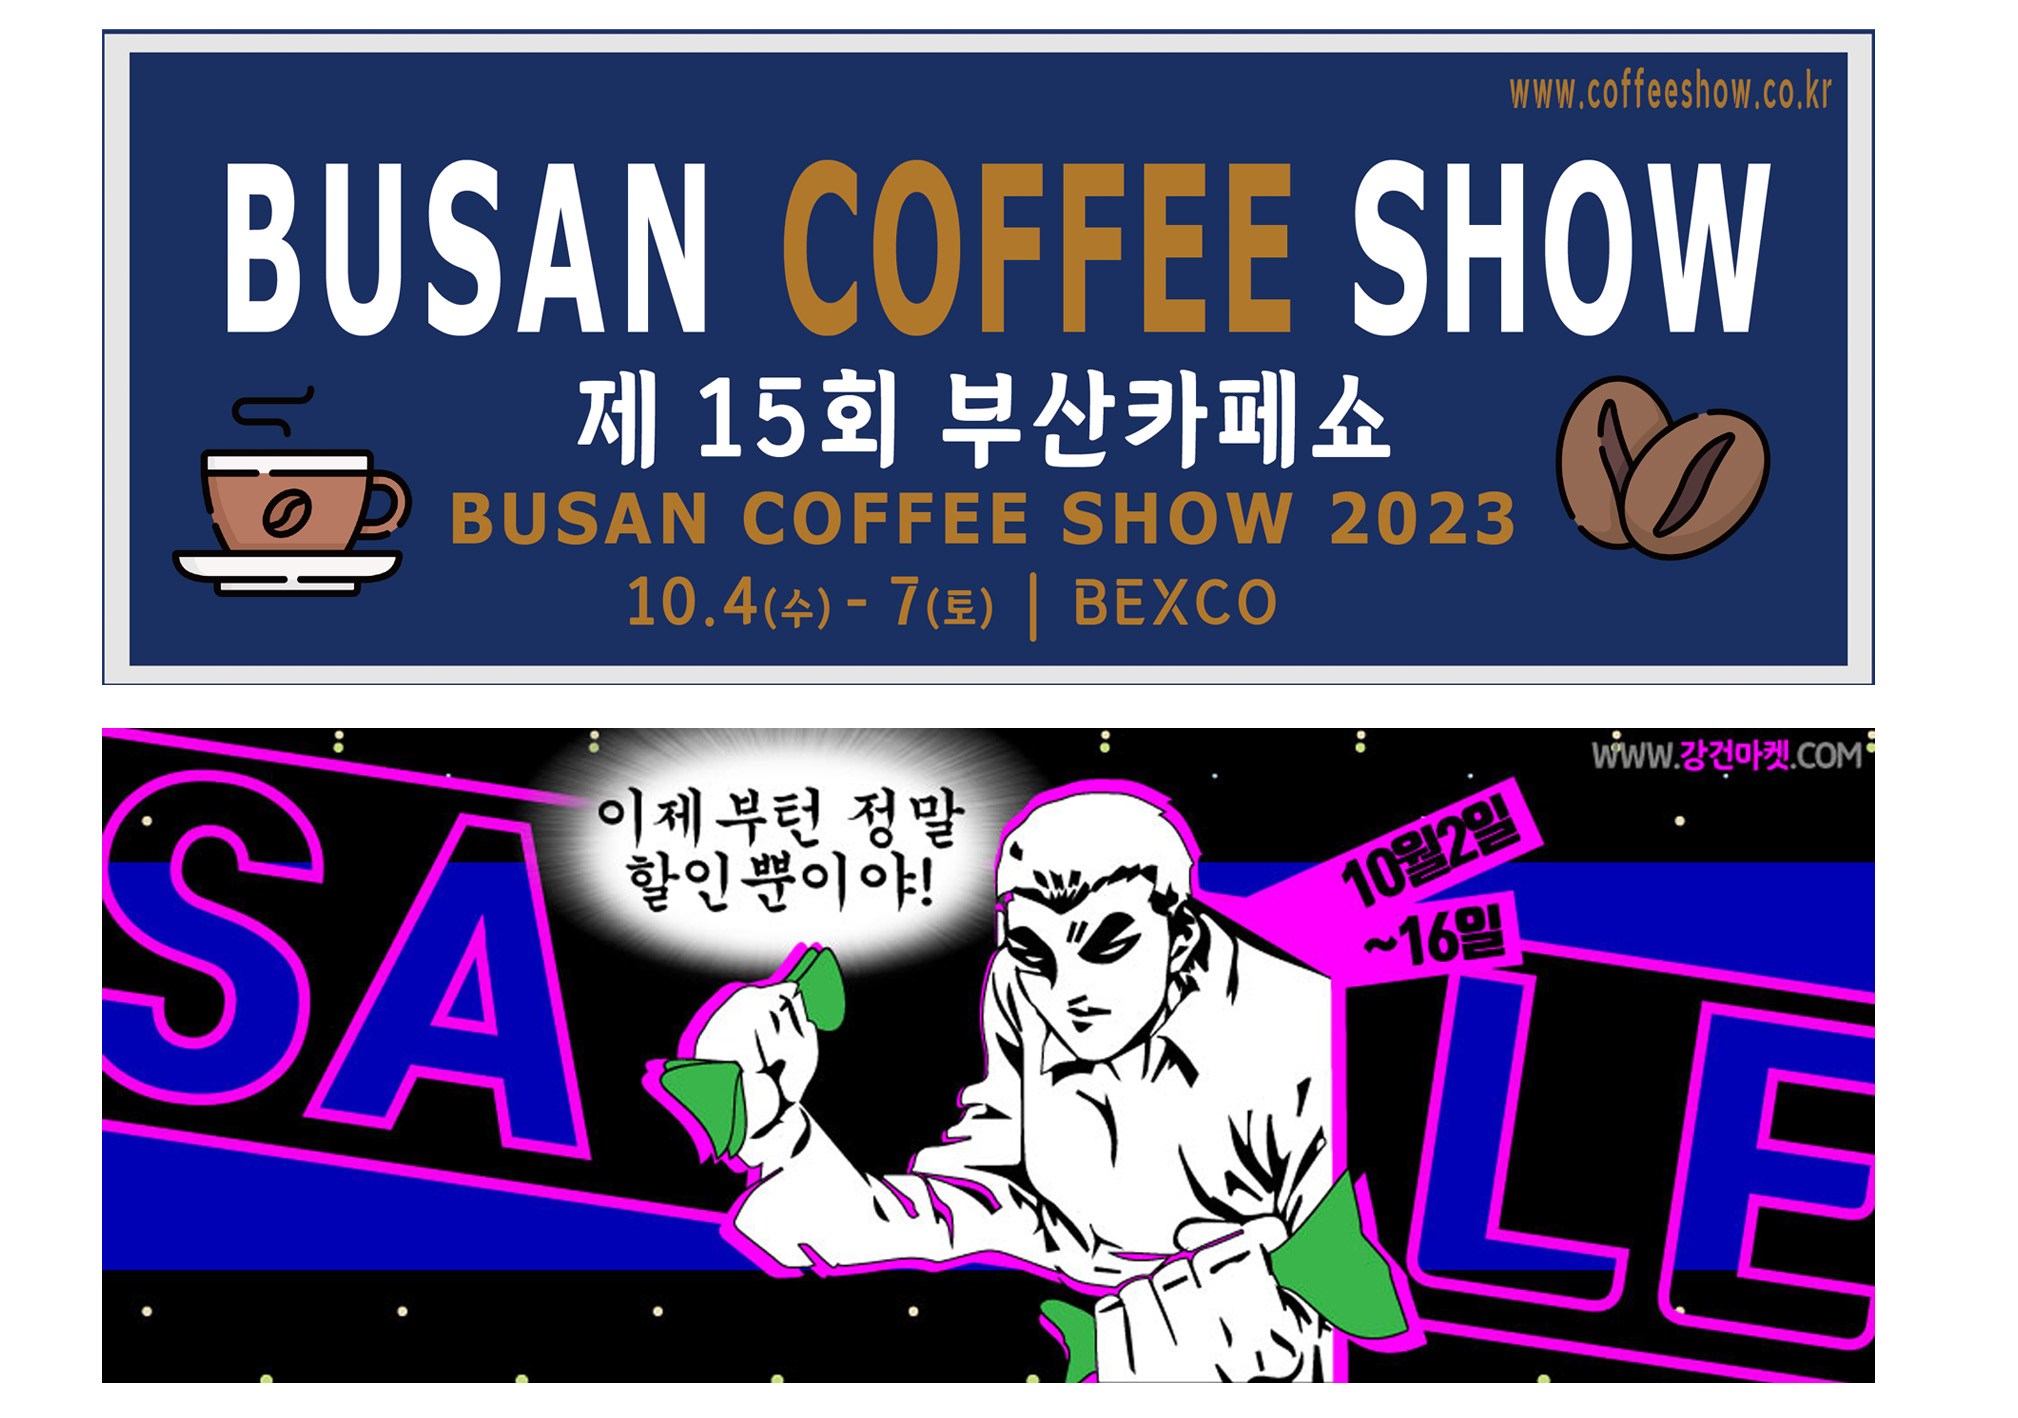 www.coffeeshow.co.kr
BUSAN COFFEE SHOW
제 15회 부산카페쇼
BUSAN COFFEE SHOW 2023
10.4(수) - 7(토) | BEXCO
WWW.강건마켓.COM
이제부턴 정말
할인뿐이야!
10월2일
~16일
SALE